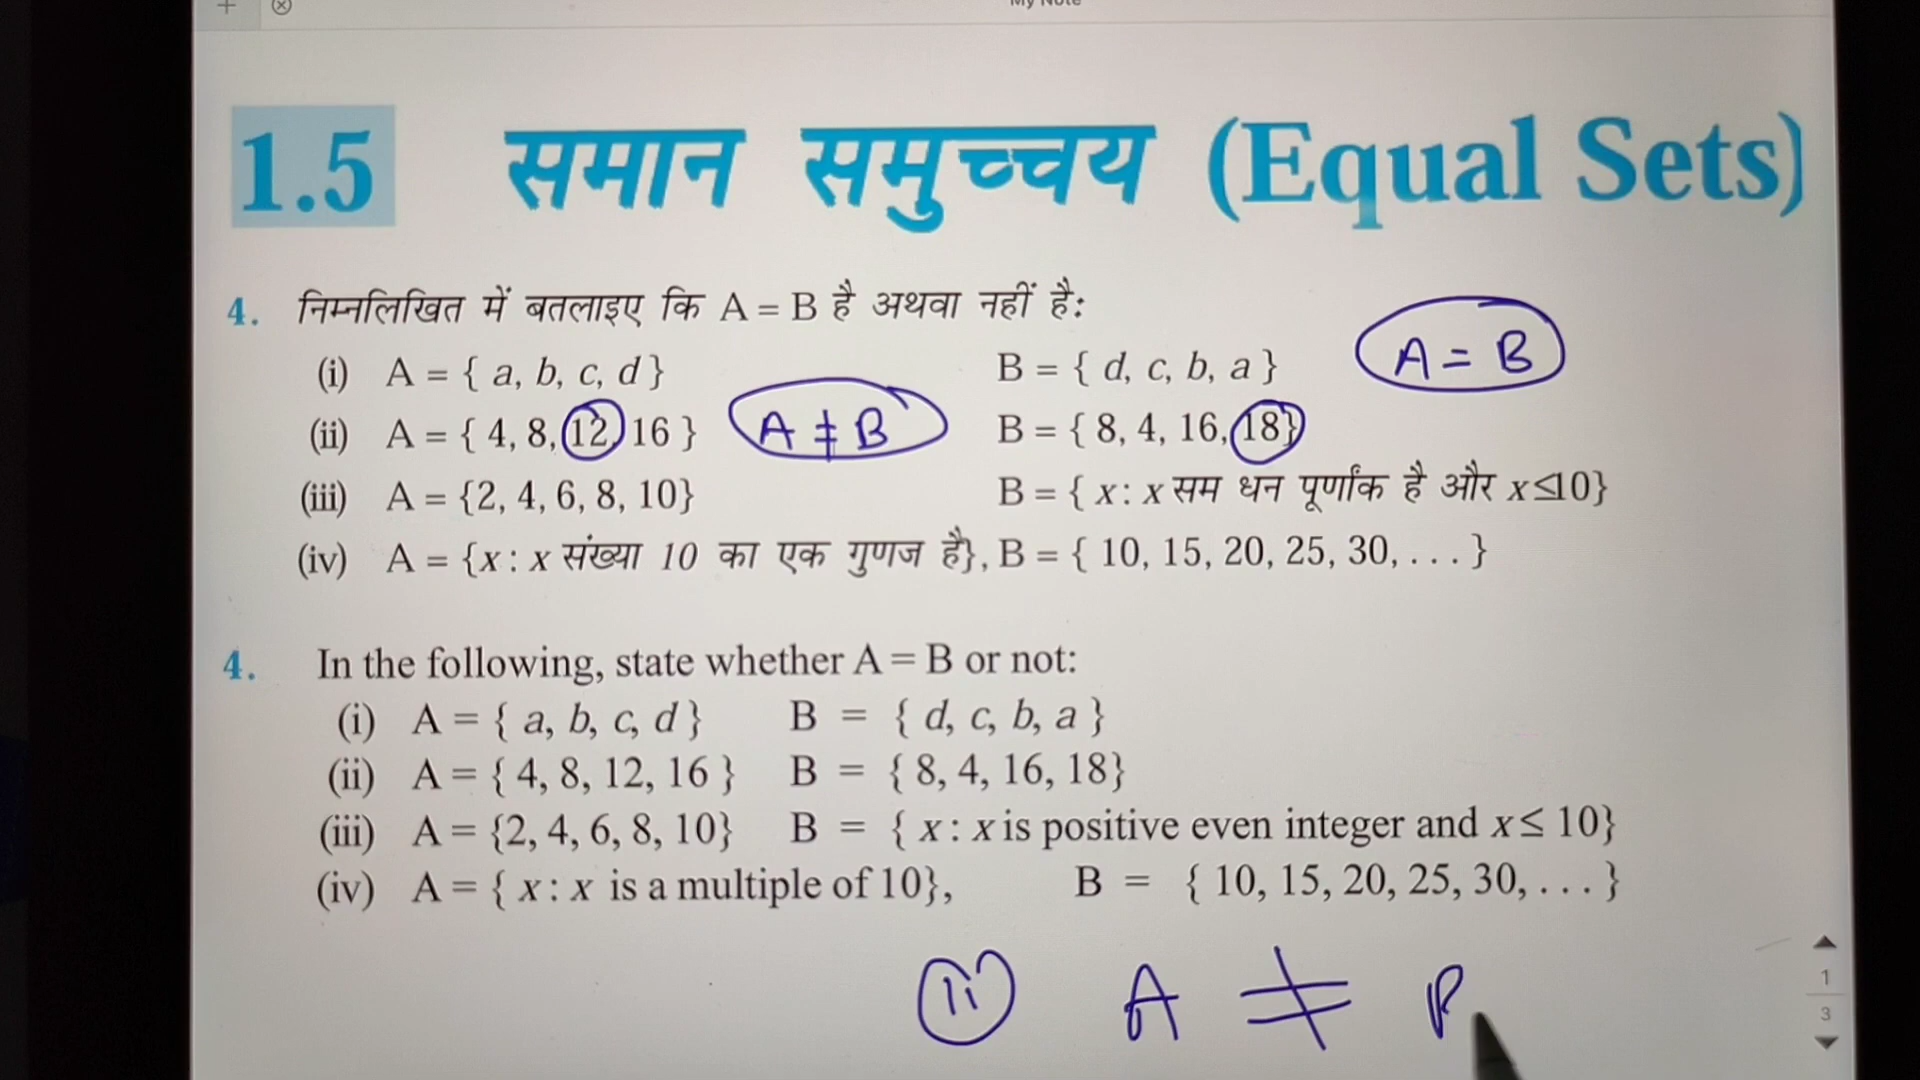 My Note
1.5 समान समुच्चय (Equal Sets)
4. निम्नलिखित में बतलाइए कि A = B है अथवा नहीं है:
(i) A = { a, b, c, d } B = { d, c, b, a } A = B
(ii) A = { 4, 8, 12, 16 } A ≠ B B = { 8, 4, 16, 18}
(iii) A = {2, 4, 6, 8, 10} B = { x : x सम धन पूर्णांक है और x ≤ 10}
(iv) A = {x : x संख्या 10 का एक गुणज है}, B = { 10, 15, 20, 25, 30, . . . }
4. In the following, state whether A = B or not:
(i) A = { a, b, c, d } B = { d, c, b, a }
(ii) A = { 4, 8, 12, 16 } B = { 8, 4, 16, 18}
(iii) A = {2, 4, 6, 8, 10} B = { x : x is positive even integer and x ≤ 10}
(iv) A = { x : x is a multiple of 10}, B = { 10, 15, 20, 25, 30, . . . }
1
(ii) A ≠
3